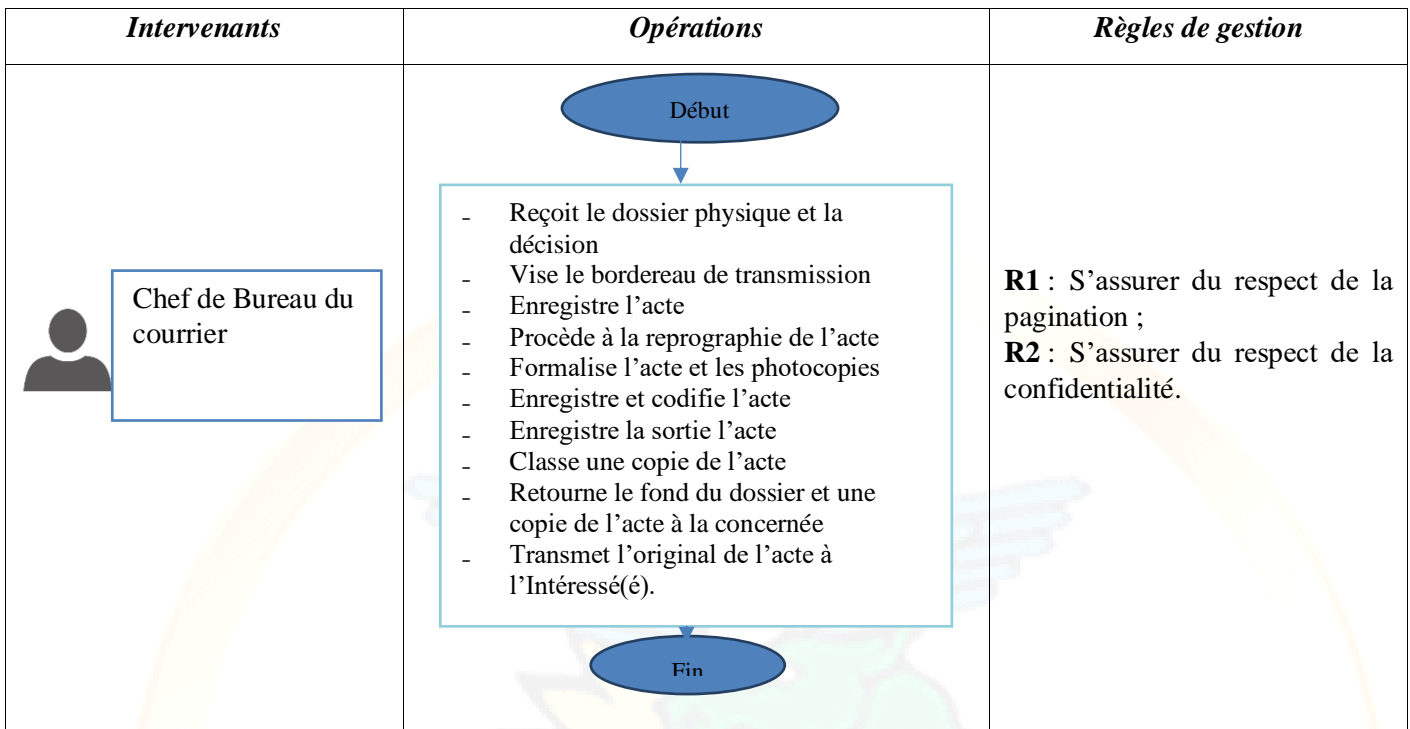 Intervenants
Opérations
Règles de gestion
Début
Chef de Bureau du
courrier
- Reçoit le dossier physique et la
décision
- Vise le bordereau de transmission
- Enregistre l’acte
- Procède à la reprographie de l’acte
- Formalise l’acte et les photocopies
- Enregistre et codifie l’acte
- Enregistre la sortie l’acte
- Classe une copie de l’acte
- Retourne le fond du dossier et une
copie de l’acte à la concernée
- Transmet l’original de l’acte à
l’Intéressé(é).
R1 : S’assurer du respect de la
pagination ;
R2 : S’assurer du respect de la
confidentialité.
Fin